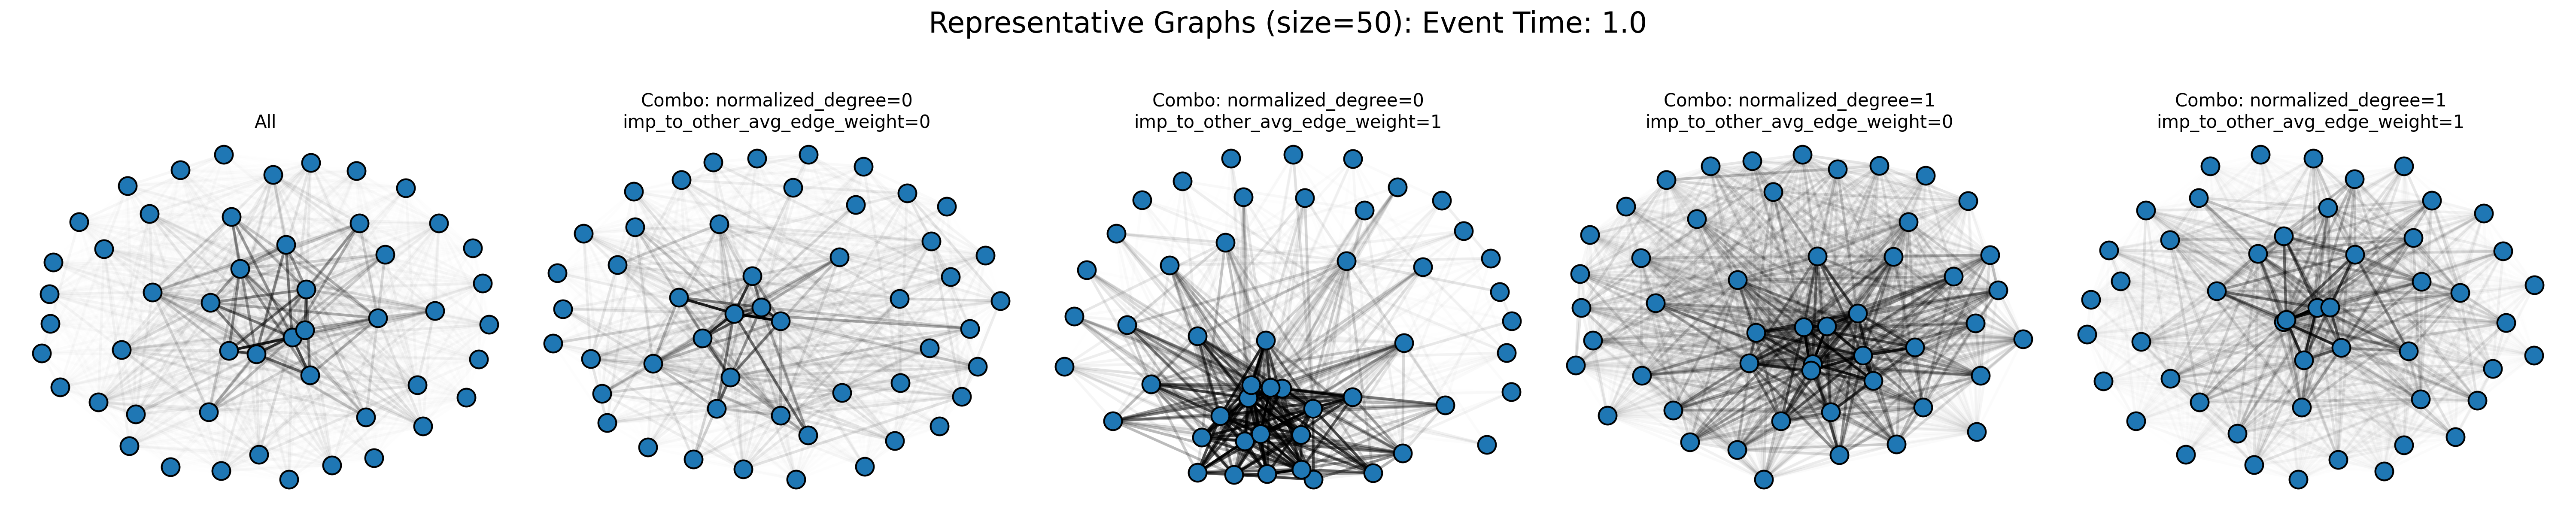 Representative Graphs (size=50): Event Time: 1.0
All
Combo: normalized_degree=0
imp_to_other_avg_edge_weight=0
Combo: normalized_degree=0
imp_to_other_avg_edge_weight=1
Combo: normalized_degree=1
imp_to_other_avg_edge_weight=0
Combo: normalized_degree=1
imp_to_other_avg_edge_weight=1